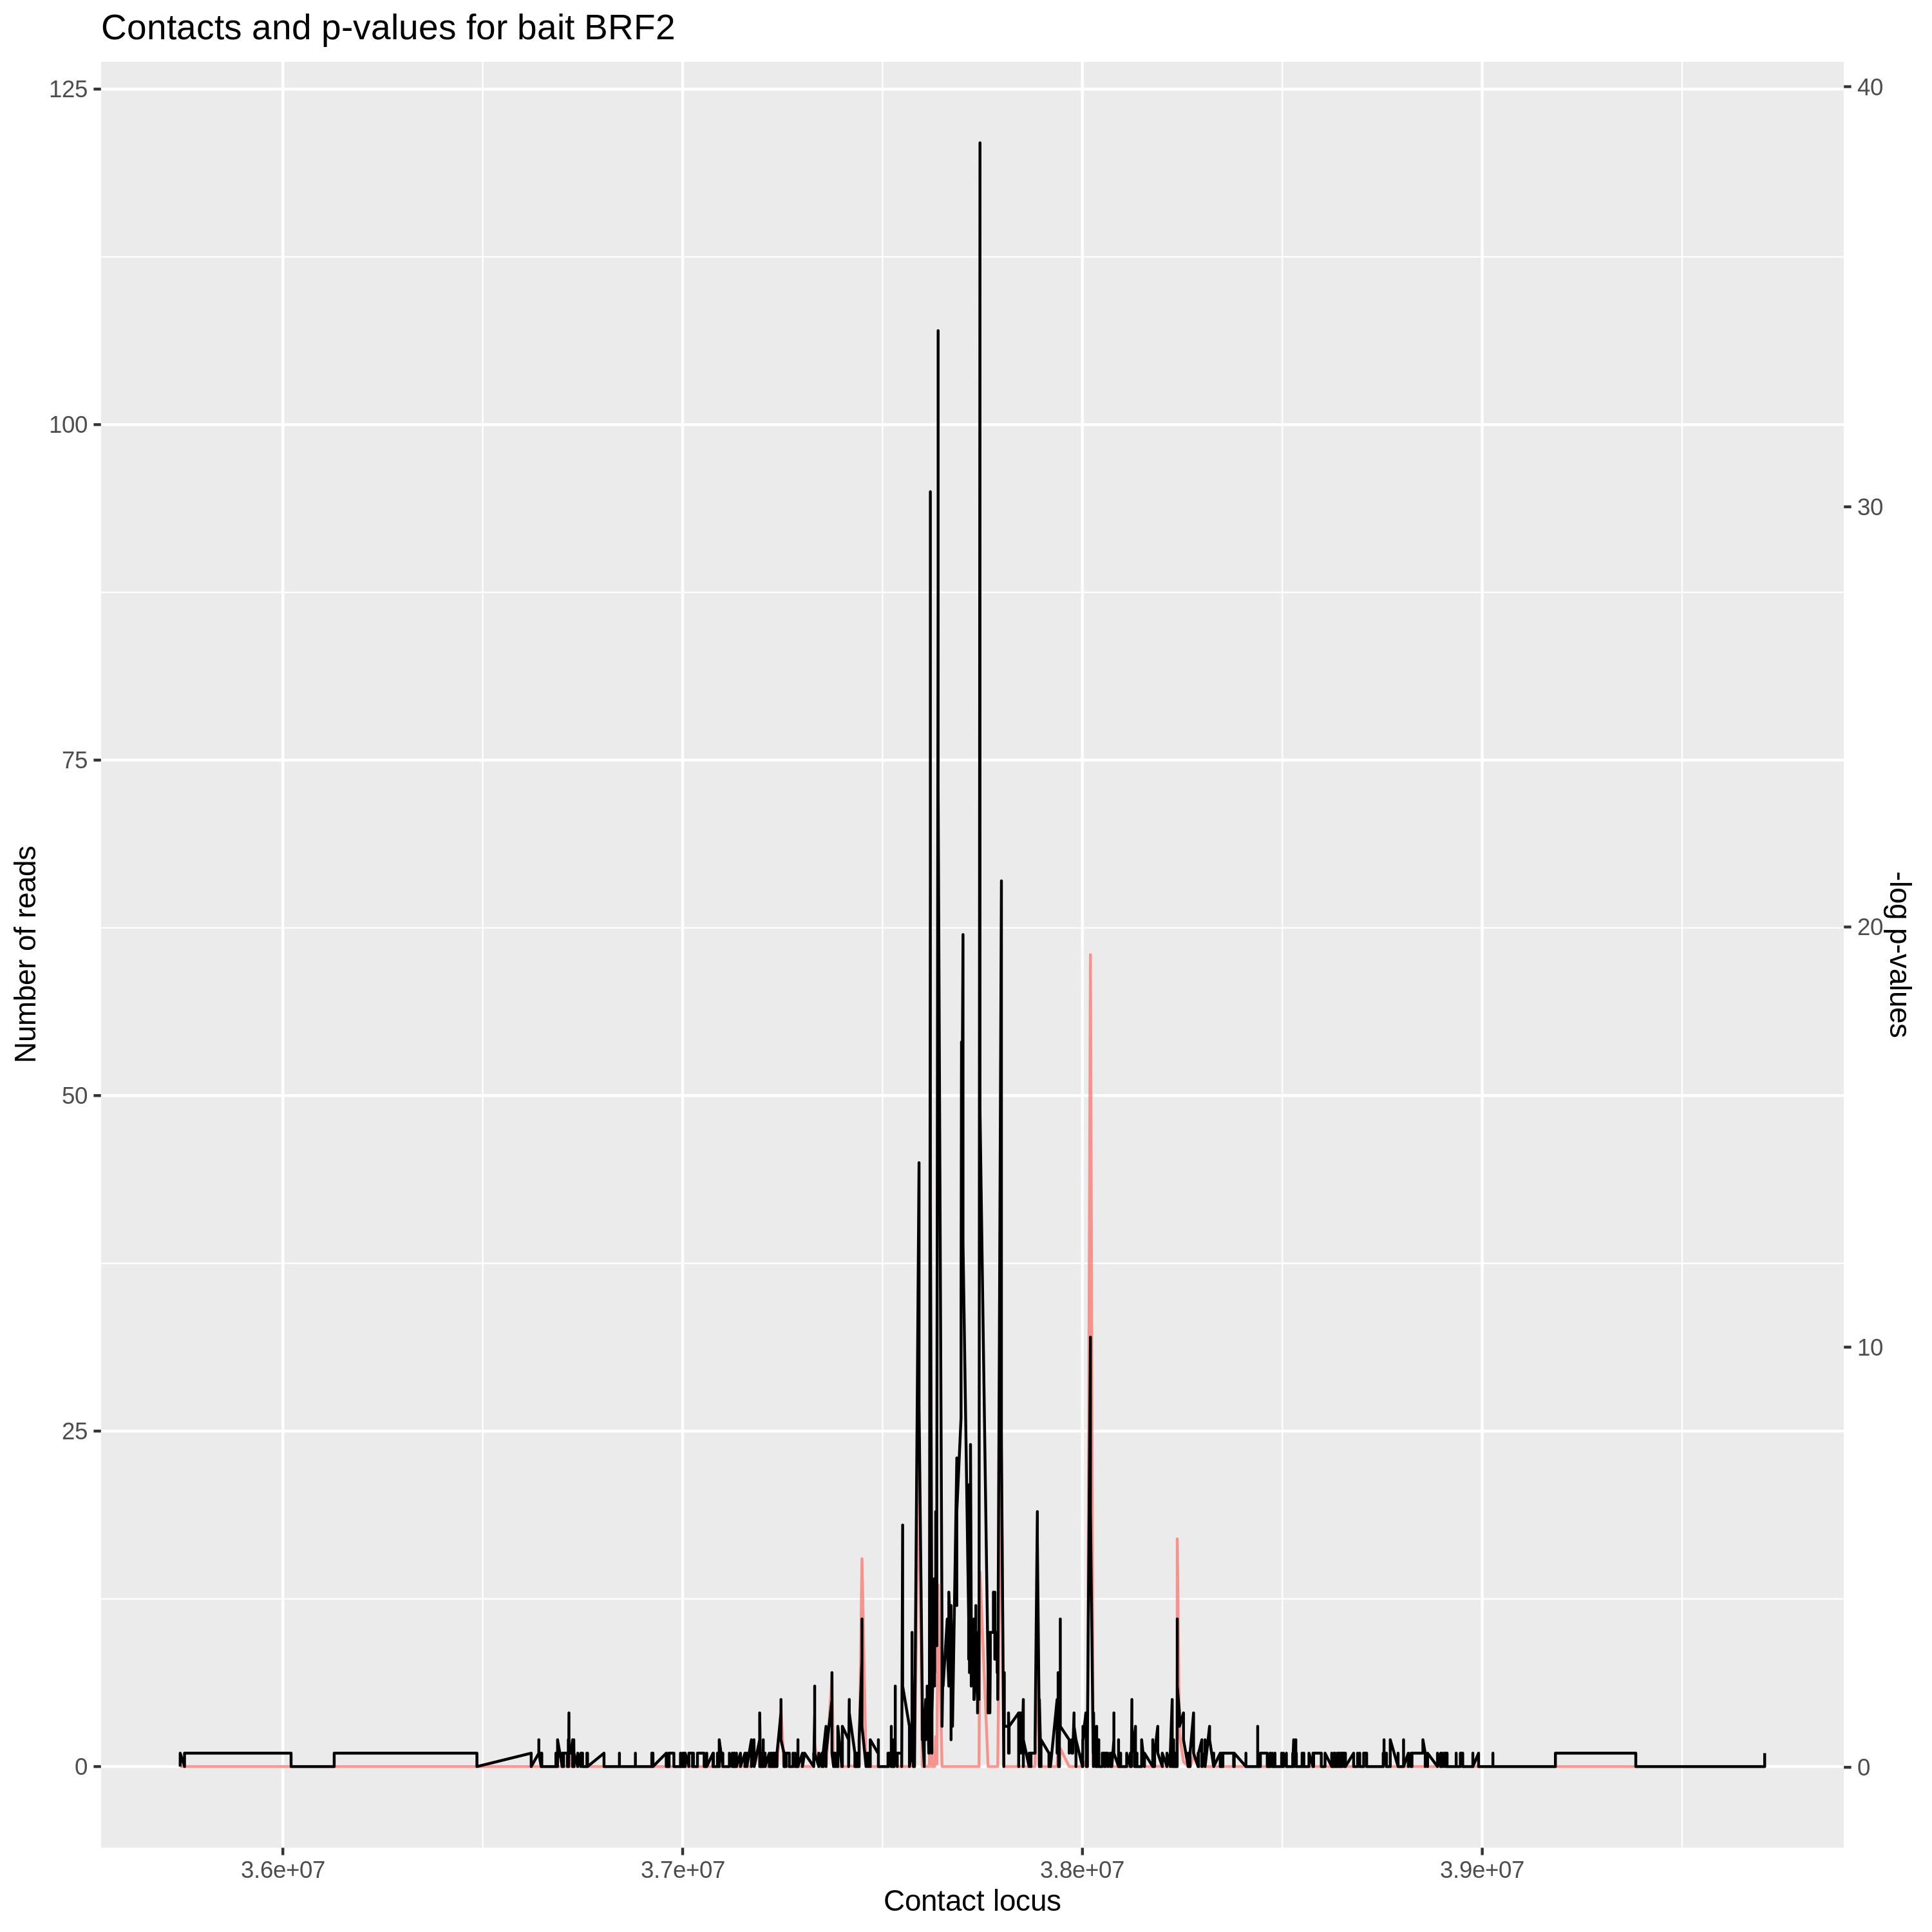 Contacts and p-values for bait BRF2
125
100
75
50
25
0
Number of reads
40
30
20
10
0
-log p-values
3.6e+07
3.7e+07
3.8e+07
3.9e+07
Contact locus